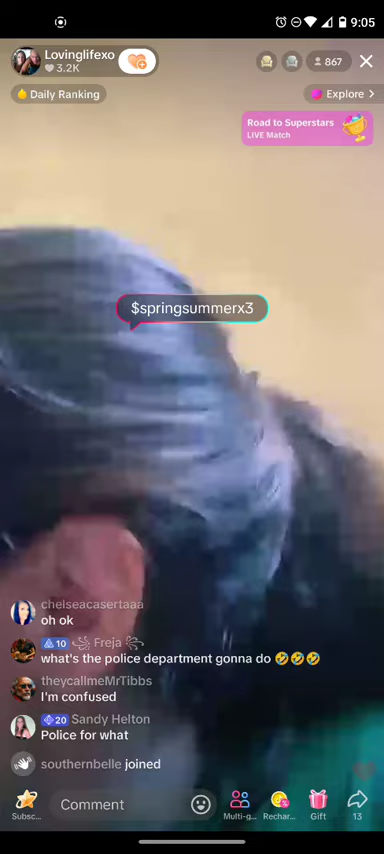 9:05
Lovinglifexo
3.2K
867
Daily Ranking
Explore
Road to Superstars
LIVE Match
$springsummerx3
chelseacasertaaa
oh ok
10 ꧁ Freja ꧂
what's the police department gonna do 🤣🤣🤣
theycallmeMrTibbs
I'm confused
20 Sandy Helton
Police for what
southernbelle joined
Comment
Subsc...
Multi-g...
Rechar...
Gift
13